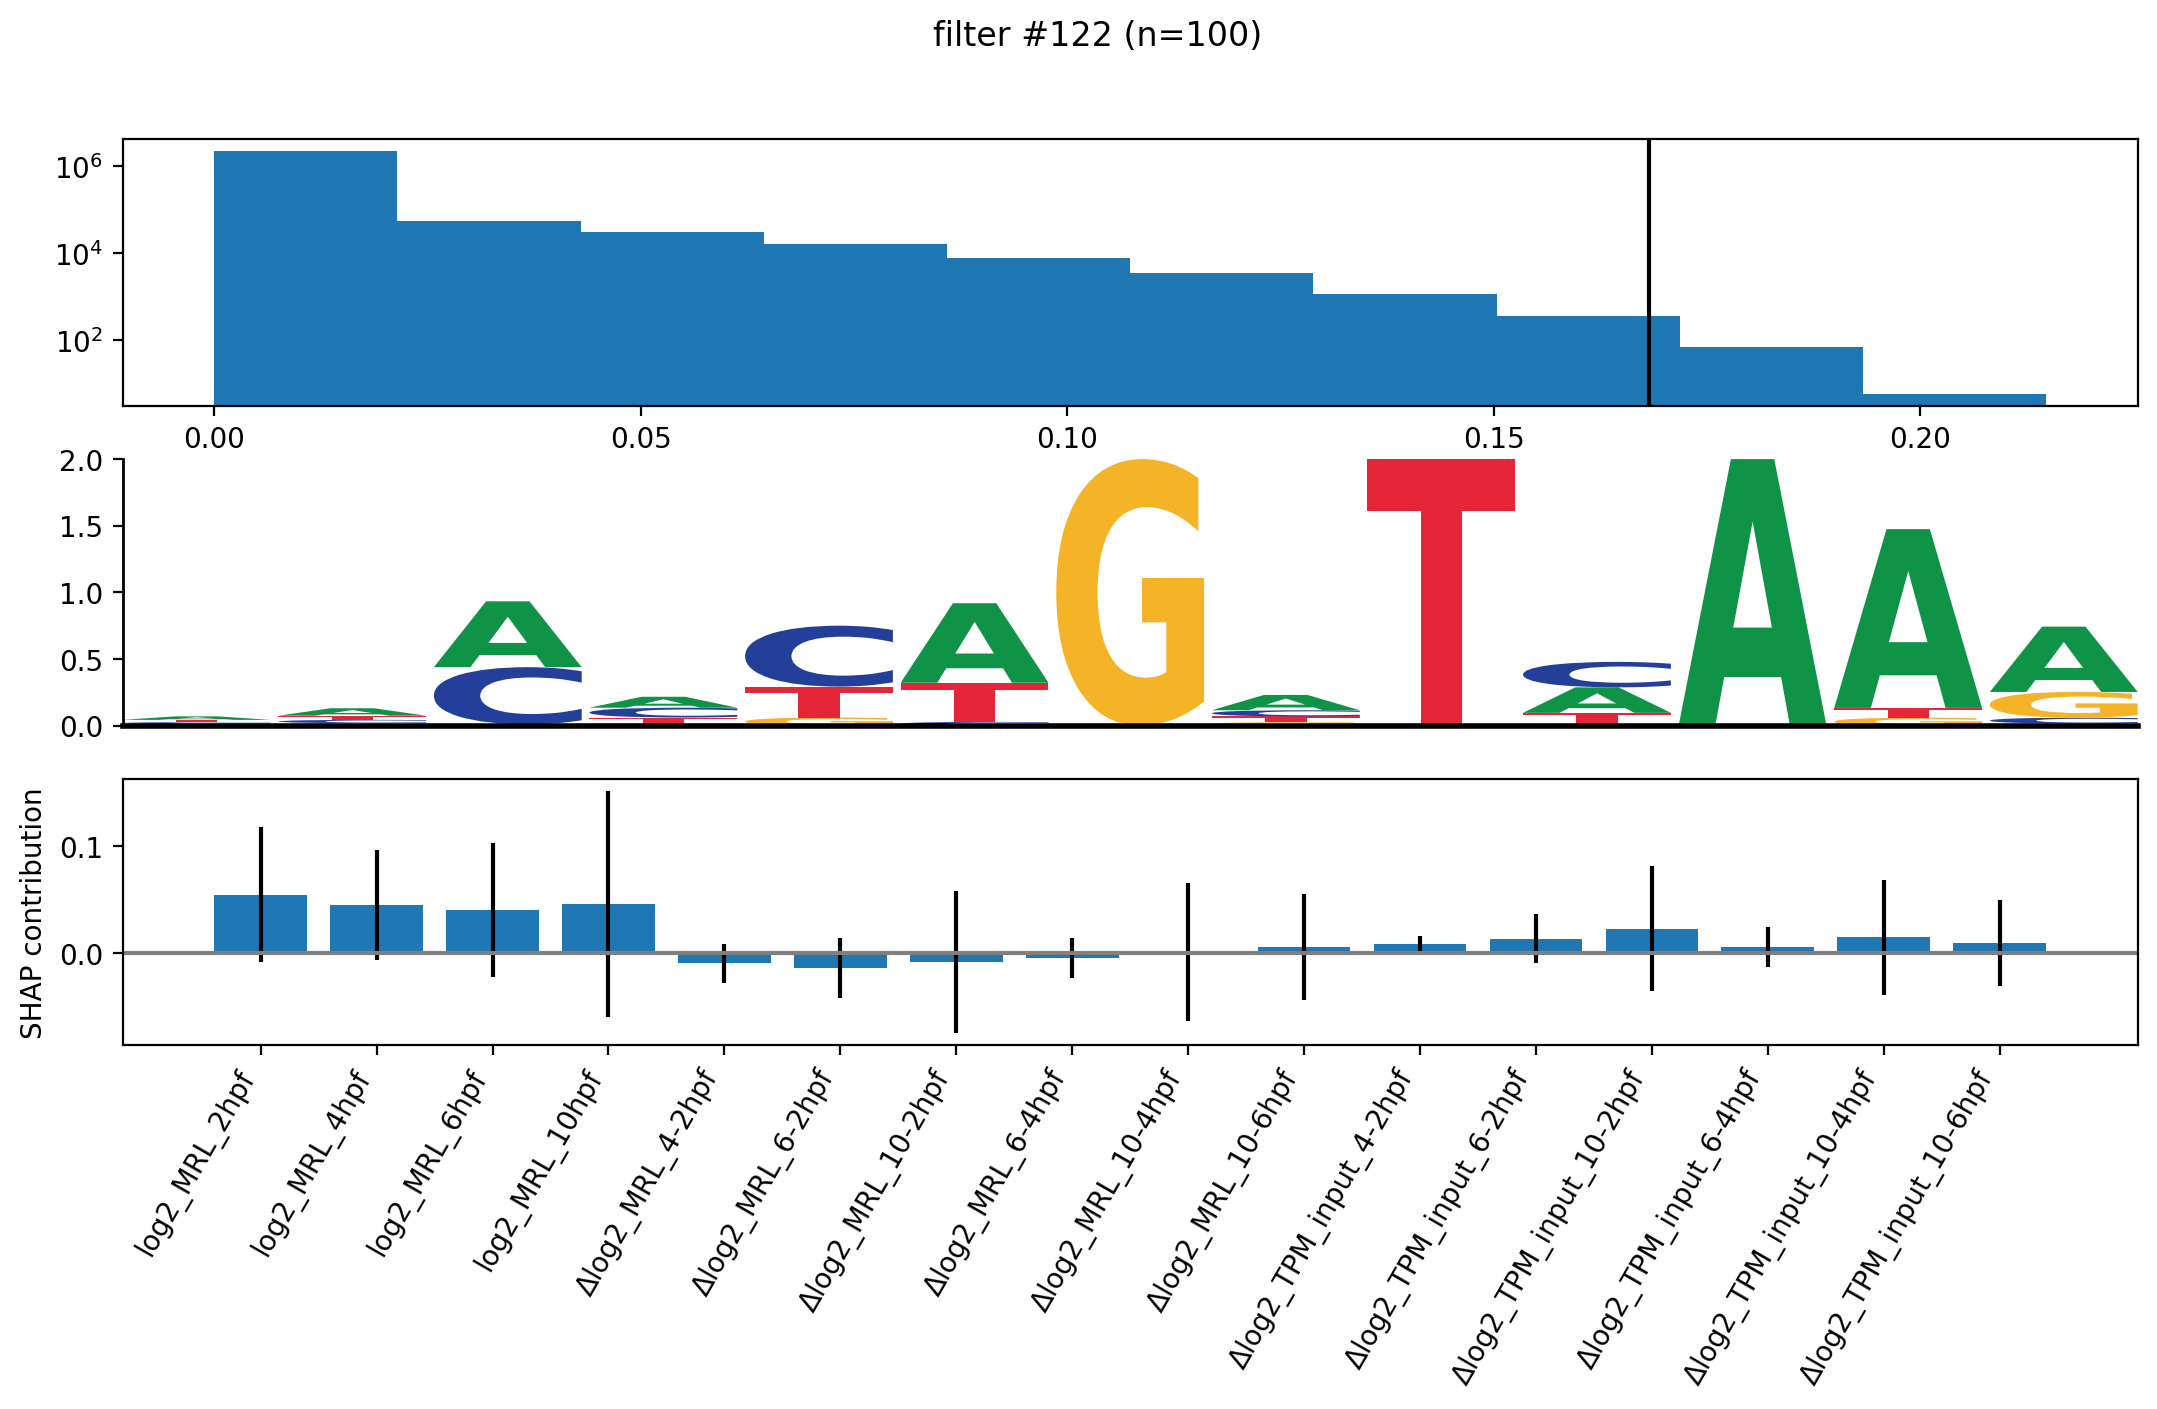 filter #122 (n=100)
10^6
10^4
10^2
0.00 0.05 0.10 0.15 0.20
2.0
1.5
1.0
0.5
0.0
A A A C A C C T A T G A C T T C A T A A T A G C
SHAP contribution
0.1
0.0
log2_MRL_2hpf
log2_MRL_4hpf
log2_MRL_6hpf
log2_MRL_10hpf
Δlog2_MRL_4-2hpf
Δlog2_MRL_6-2hpf
Δlog2_MRL_10-2hpf
Δlog2_MRL_6-4hpf
Δlog2_MRL_10-4hpf
Δlog2_MRL_10-6hpf
Δlog2_TPM_input_4-2hpf
Δlog2_TPM_input_6-2hpf
Δlog2_TPM_input_10-2hpf
Δlog2_TPM_input_6-4hpf
Δlog2_TPM_input_10-4hpf
Δlog2_TPM_input_10-6hpf